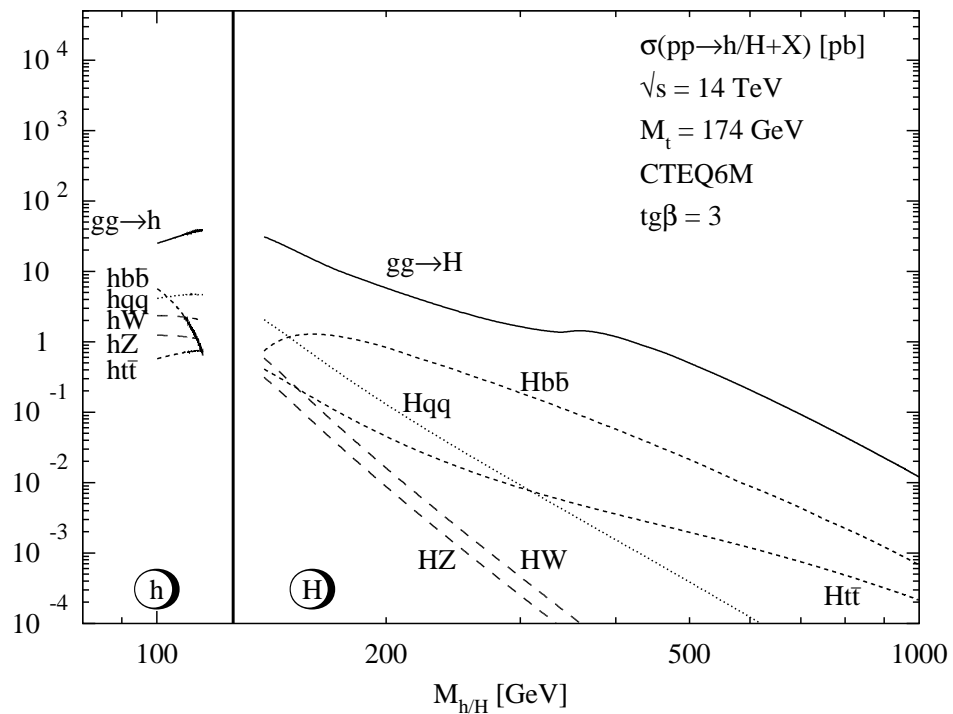 10^4
10^3
10^2
10
1
10^-1
10^-2
10^-3
10^-4
σ(pp→h/H+X) [pb]
√s = 14 TeV
M_t = 174 GeV
CTEQ6M
tgβ = 3
gg→h
gg→H
hbb̄
hqq
hW
hZ
htt̄
Hbb̄
Hqq
HZ
HW
Htt̄
h
H
100
200
500
1000
M_h/H [GeV]